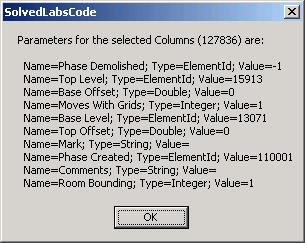 SolvedLabsCode
Parameters for the selected Columns (127836) are:
Name=Phase Demolished; Type=ElementId; Value=-1
Name=Top Level; Type=ElementId; Value=15913
Name=Base Offset; Type=Double; Value=0
Name=Moves With Grids; Type=Integer; Value=1
Name=Base Level; Type=ElementId; Value=13071
Name=Top Offset; Type=Double; Value=0
Name=Mark; Type=String; Value=
Name=Phase Created; Type=ElementId; Value=110001
Name=Comments; Type=String; Value=
Name=Room Bounding; Type=Integer; Value=1
OK